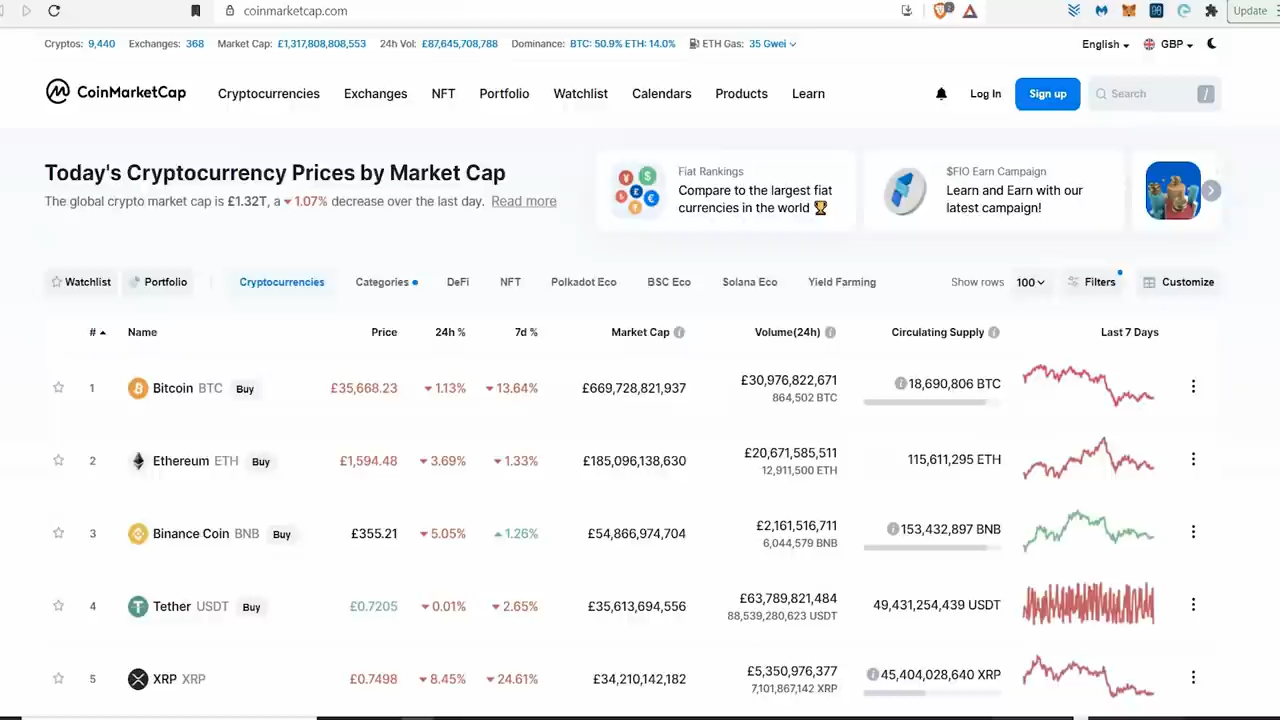 coinmarketcap.com
Update
Cryptos: 9,440 Exchanges: 368 Market Cap: £1,317,808,808,553 24h Vol: £87,645,708,788 Dominance: BTC: 50.9% ETH: 14.0% ETH Gas: 35 Gwei English GBP
CoinMarketCap Cryptocurrencies Exchanges NFT Portfolio Watchlist Calendars Products Learn Log In Sign up Search /
Today's Cryptocurrency Prices by Market Cap
The global crypto market cap is £1.32T, a 1.07% decrease over the last day. Read more
Fiat Rankings
Compare to the largest fiat
currencies in the world
$FIO Earn Campaign
Learn and Earn with our
latest campaign!
Watchlist Portfolio Cryptocurrencies Categories DeFi NFT Polkadot Eco BSC Eco Solana Eco Yield Farming Show rows 100 Filters Customize
# Name Price 24h % 7d % Market Cap Volume(24h) Circulating Supply Last 7 Days
1 Bitcoin BTC Buy £35,668.23 1.13% 13.64% £669,728,821,937 £30,976,822,671 18,690,806 BTC
864,502 BTC
2 Ethereum ETH Buy £1,594.48 3.69% 1.33% £185,096,138,630 £20,671,585,511 115,611,295 ETH
12,911,500 ETH
3 Binance Coin BNB Buy £355.21 5.05% 1.26% £54,866,974,704 £2,161,516,711 153,432,897 BNB
6,044,579 BNB
4 Tether USDT Buy £0.7205 0.01% 2.65% £35,613,694,556 £63,789,821,484 49,431,254,439 USDT
88,539,280,623 USDT
5 XRP XRP £0.7498 8.45% 24.61% £34,210,142,182 £5,350,976,377 45,404,028,640 XRP
7,101,867,142 XRP